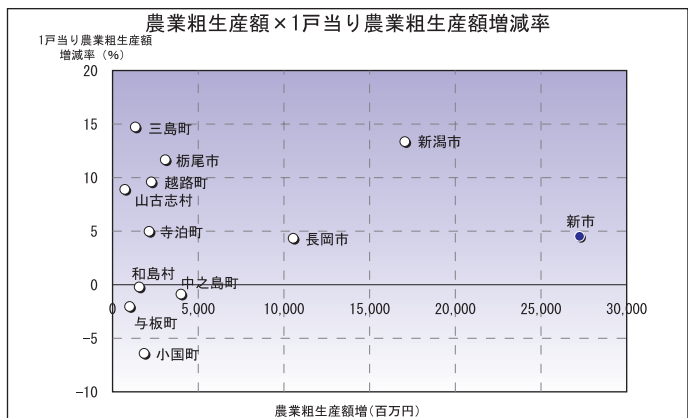 農業粗生産額×1戸当り農業粗生産額増減率
1戸当り農業粗生産額
増減率（%）
20
15
10
5
0
-5
-10
三島町
栃尾市
越路町
山古志村
寺泊町
新潟市
長岡市
新市
和島村
中之島町
与板町
小国町
0
5,000
10,000
15,000
20,000
25,000
30,000
農業粗生産額増(百万円)